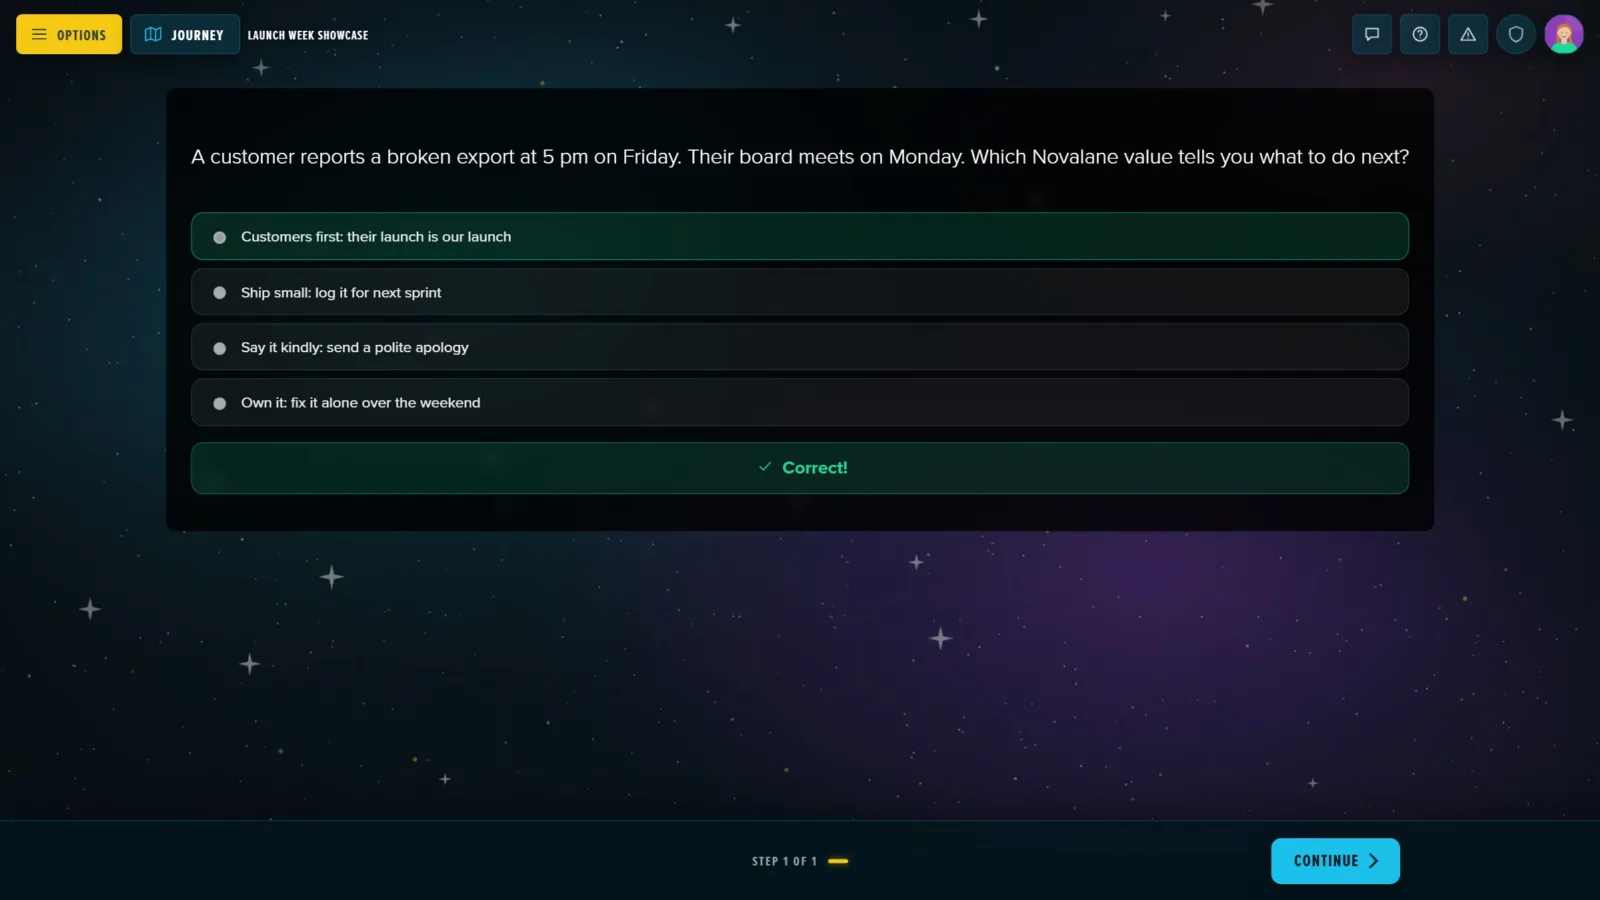 OPTIONS
JOURNEY
LAUNCH WEEK SHOWCASE
A customer reports a broken export at 5 pm on Friday. Their board meets on Monday. Which Novalane value tells you what to do next?
Customers first: their launch is our launch
Ship small: log it for next sprint
Say it kindly: send a polite apology
Own it: fix it alone over the weekend
Correct!
STEP 1 OF 1
CONTINUE